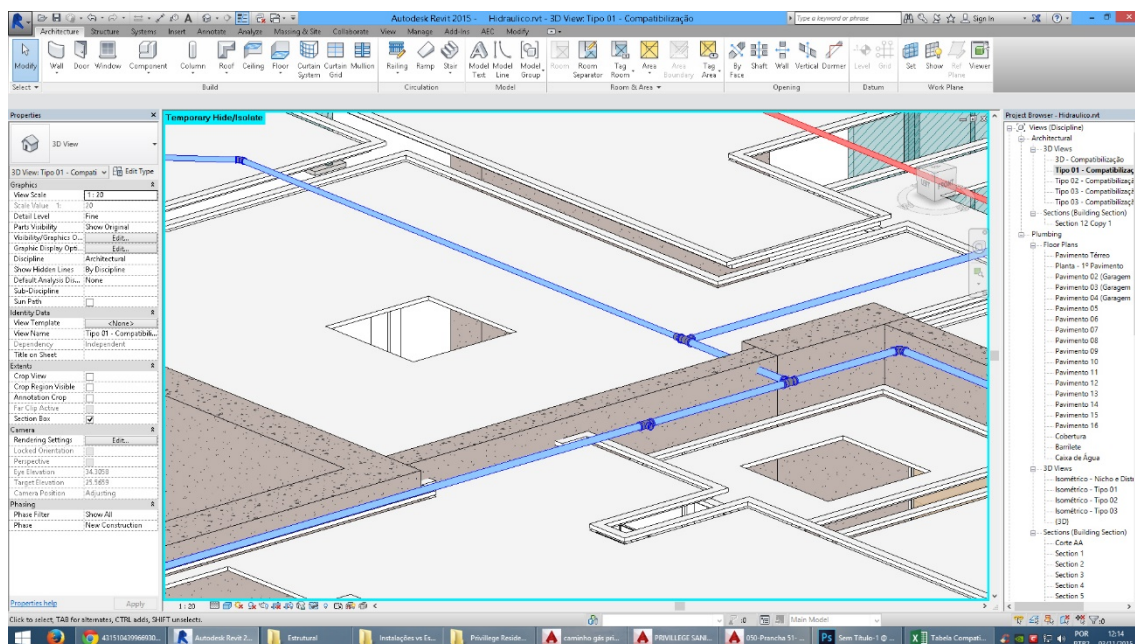 Autodesk Revit 2015 - Hidraulico.rvt - 3D View: Tipo 01 - Compatibilização
Type a keyword or phrase
Sign In
Architecture Structure Systems Insert Annotate Analyze Massing & Site Collaborate View Manage Add-Ins AEC Modify
Modify Wall Door Window Component Column Roof Ceiling Floor Curtain System Curtain Grid Mullion Railing Ramp Stair Model Text Model Line Model Group Room Room Separator Tag Room Area Area Boundary Tag Area By Face Shaft Wall Vertical Dormer Level Grid Set Show Ref Plane Viewer
Select Build Circulation Model Room & Area Opening Datum Work Plane
Properties
3D View
3D View: Tipo 01 - Compati Edit Type
Graphics
View Scale 1 : 20
Scale Value 1: 20
Detail Level Fine
Parts Visibility Show Original
Visibility/Graphics O... Edit...
Graphic Display Opti... Edit...
Discipline Architectural
Show Hidden Lines By Discipline
Default Analysis Dis... None
Sub-Discipline
Sun Path
Identity Data
View Template <None>
View Name Tipo 01 - Compatibili...
Dependency Independent
Title on Sheet
Extents
Crop View
Crop Region Visible
Annotation Crop
Far Clip Active
Section Box
Camera
Rendering Settings Edit...
Locked Orientation
Perspective
Eye Elevation 34.3058
Target Elevation 25.5659
Camera Position Adjusting
Phasing
Phase Filter Show All
Phase New Construction
Properties help Apply
Temporary Hide/Isolate
1 : 20
Project Browser - Hidraulico.rvt
Views (Discipline)
Architectural
3D Views
3D - Compatibilização
Tipo 01 - Compatibilizaç
Tipo 02 - Compatibilizaçã
Tipo 03 - Compatibilizaçã
Tipo 03 - Compatibilizaçã
Sections (Building Section)
Section 12 Copy 1
Plumbing
Floor Plans
Pavimento Térreo
Planta - 1º Pavimento
Pavimento 02 (Garagem
Pavimento 03 (Garagem
Pavimento 04 (Garagem
Pavimento 05
Pavimento 06
Pavimento 07
Pavimento 08
Pavimento 09
Pavimento 10
Pavimento 11
Pavimento 12
Pavimento 13
Pavimento 14
Pavimento 15
Pavimento 16
Cobertura
Barrilete
Caixa de Água
3D Views
Isométrico - Nicho e Dist
Isométrico - Tipo 01
Isométrico - Tipo 02
Isométrico - Tipo 03
{3D}
Sections (Building Section)
Corte AA
Section 1
Section 2
Section 3
Section 4
Section 5
Click to select, TAB for alternates, CTRL adds, SHIFT unselects.
:0 Main Model :0
431510439966930... Autodesk Revit 2... Estrutural Instalações vs Es... Privillege Reside... caminho gás pri... PRIVILLEGE SANI... 050-Prancha 51-... Sem Título-1 @ ... Tabela Compati...
POR 12:14